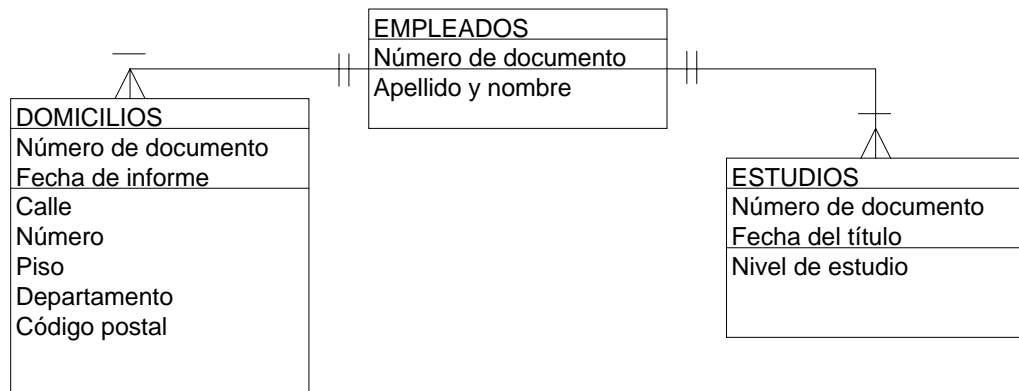 EMPLEADOS
Número de documento
Apellido y nombre
DOMICILIOS
Número de documento
Fecha de informe
Calle
Número
Piso
Departamento
Código postal
ESTUDIOS
Número de documento
Fecha del título
Nivel de estudio